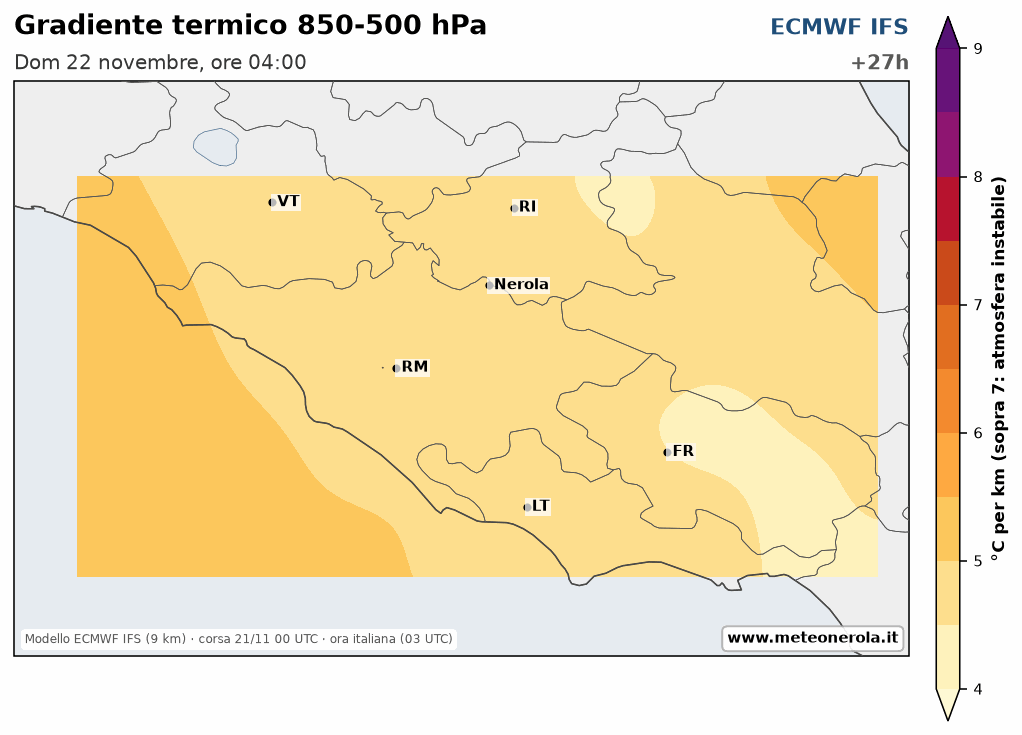 Gradiente termico 850-500 hPa
ECMWF IFS
Dom 22 novembre, ore 04:00
+27h
VT
RI
Nerola
RM
FR
LT
Modello ECMWF IFS (9 km) · corsa 21/11 00 UTC · ora italiana (03 UTC)
www.meteonerola.it
9
8
7
6
5
4
°C per km (sopra 7: atmosfera instabile)